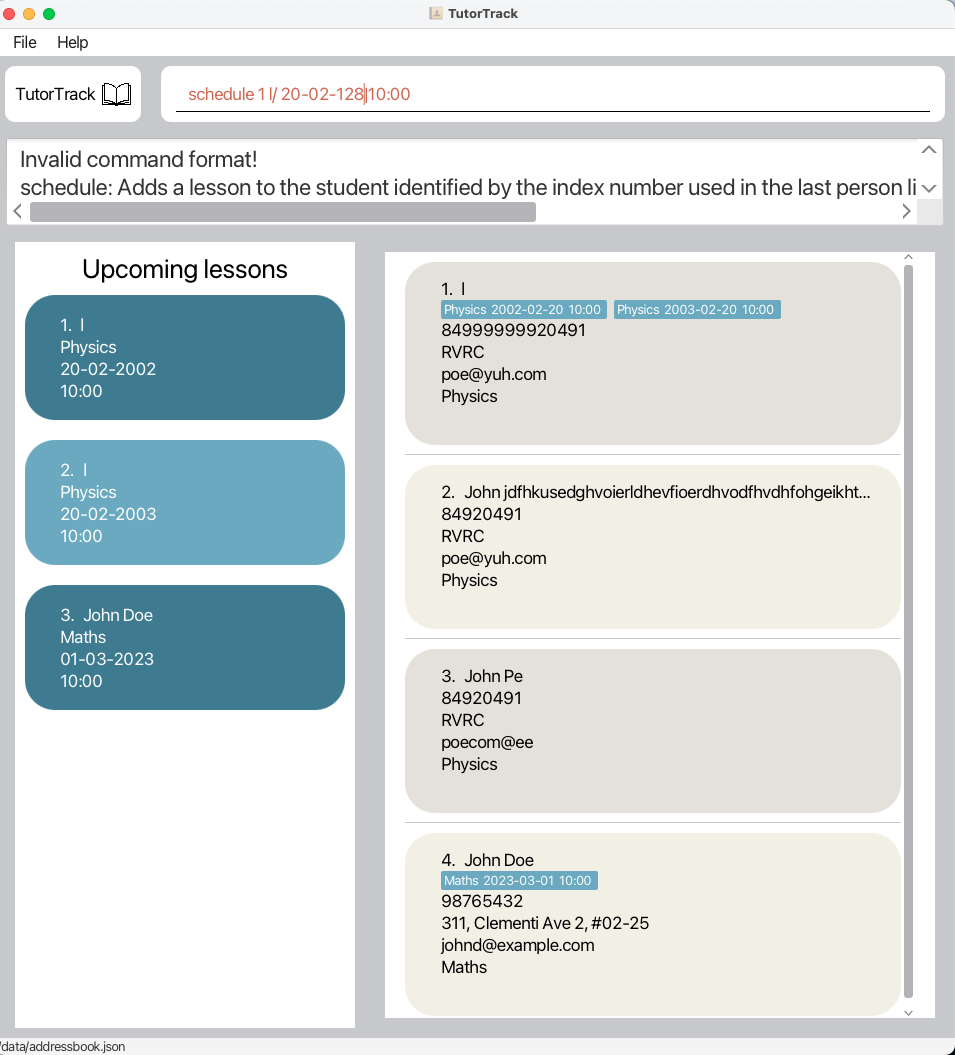 TutorTrack
File Help
TutorTrack
schedule 1 l/ 20-02-128|10:00
Invalid command format!
schedule: Adds a lesson to the student identified by the index number used in the last person li
Upcoming lessons
1. l
Physics
20-02-2002
10:00
2. l
Physics
20-02-2003
10:00
3. John Doe
Maths
01-03-2023
10:00
1. l
Physics 2002-02-20 10:00 Physics 2003-02-20 10:00
84999999920491
RVRC
poe@yuh.com
Physics
2. John jdfhkusedghvoierldhevfioerdhvodfhvdhfohgeikht...
84920491
RVRC
poe@yuh.com
Physics
3. John Pe
84920491
RVRC
poecom@ee
Physics
4. John Doe
Maths 2023-03-01 10:00
98765432
311, Clementi Ave 2, #02-25
johnd@example.com
Maths
/data/addressbook.json